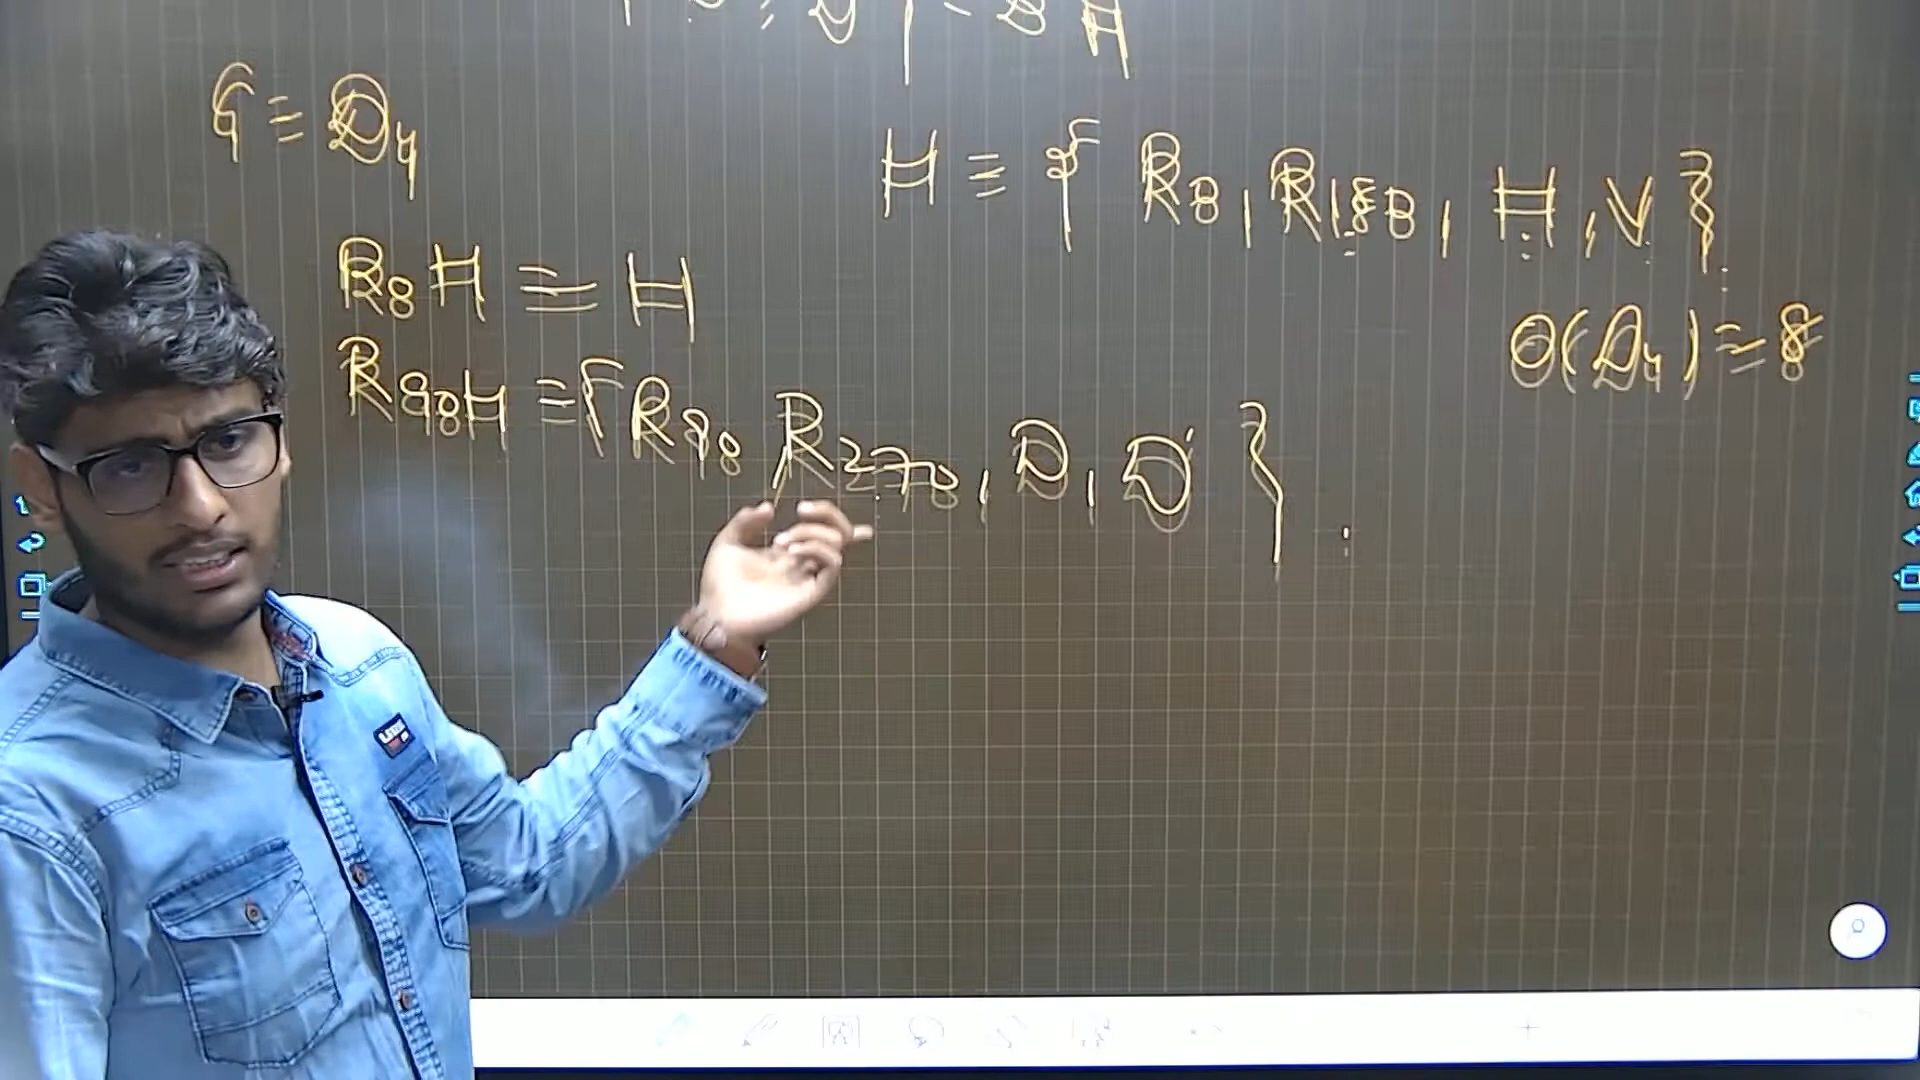 H
G = D₄
H = { R₀, R₁₈₀, H, V }
R₀H = H
O(D₄) = 8
R₉₀H = { R₉₀, R₂₇₀, D, D' }